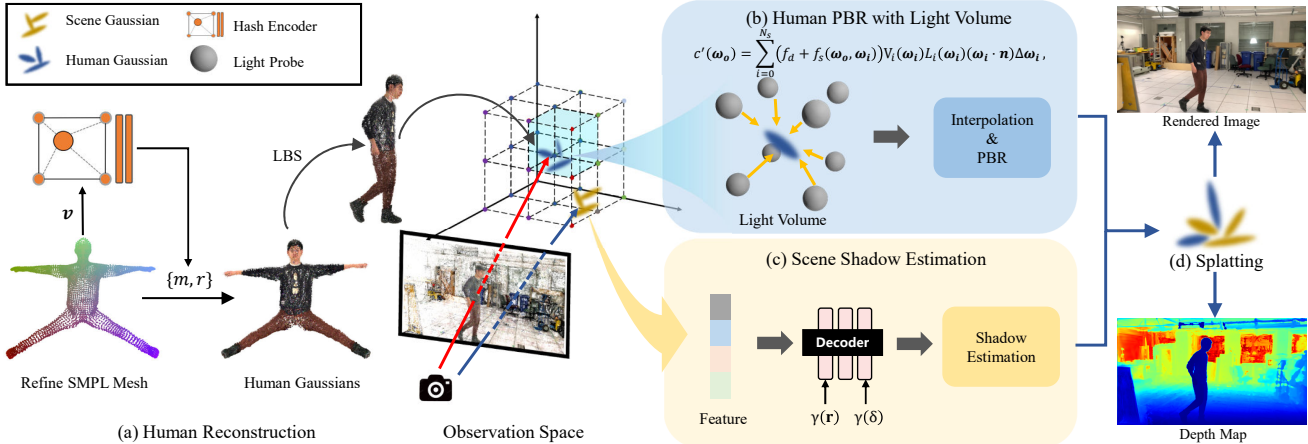 Scene Gaussian
Hash Encoder
Human Gaussian
Light Probe
v
{m, r}
LBS
Refine SMPL Mesh
Human Gaussians
(a) Human Reconstruction
Observation Space
(b) Human PBR with Light Volume
c′(ω_o) = ∑_{i=0}^{N_s} (f_d + f_s(ω_o, ω_i))V_i(ω_i)L_i(ω_i)(ω_i · n)Δω_i ,
Light Volume
Interpolation
&
PBR
(c) Scene Shadow Estimation
Feature
Decoder
γ(r)
γ(δ)
Shadow
Estimation
Rendered Image
(d) Splatting
Depth Map